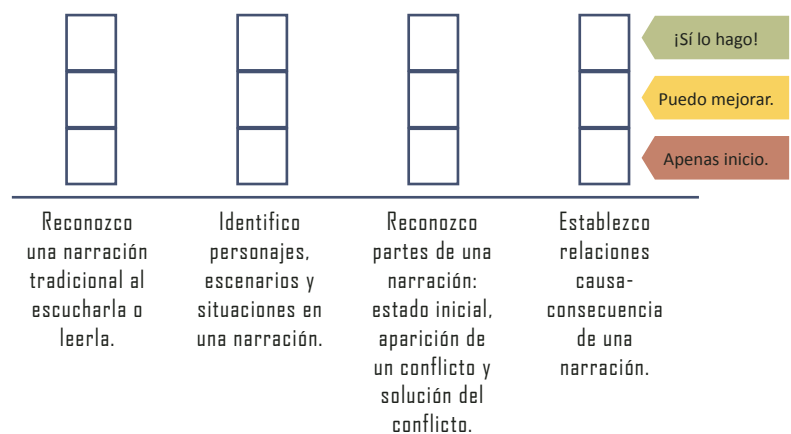 ¡Sí lo hago!
Puedo mejorar.
Apenas inicio.
Reconozco
una narración
tradicional al
escucharla o
leerla.
Identifico
personajes,
escenarios y
situaciones en
una narración.
Reconozco
partes de una
narración:
estado inicial,
aparición de
un conflicto y
solución del
conflicto.
Establezco
relaciones
causa-
consecuencia
de una
narración.